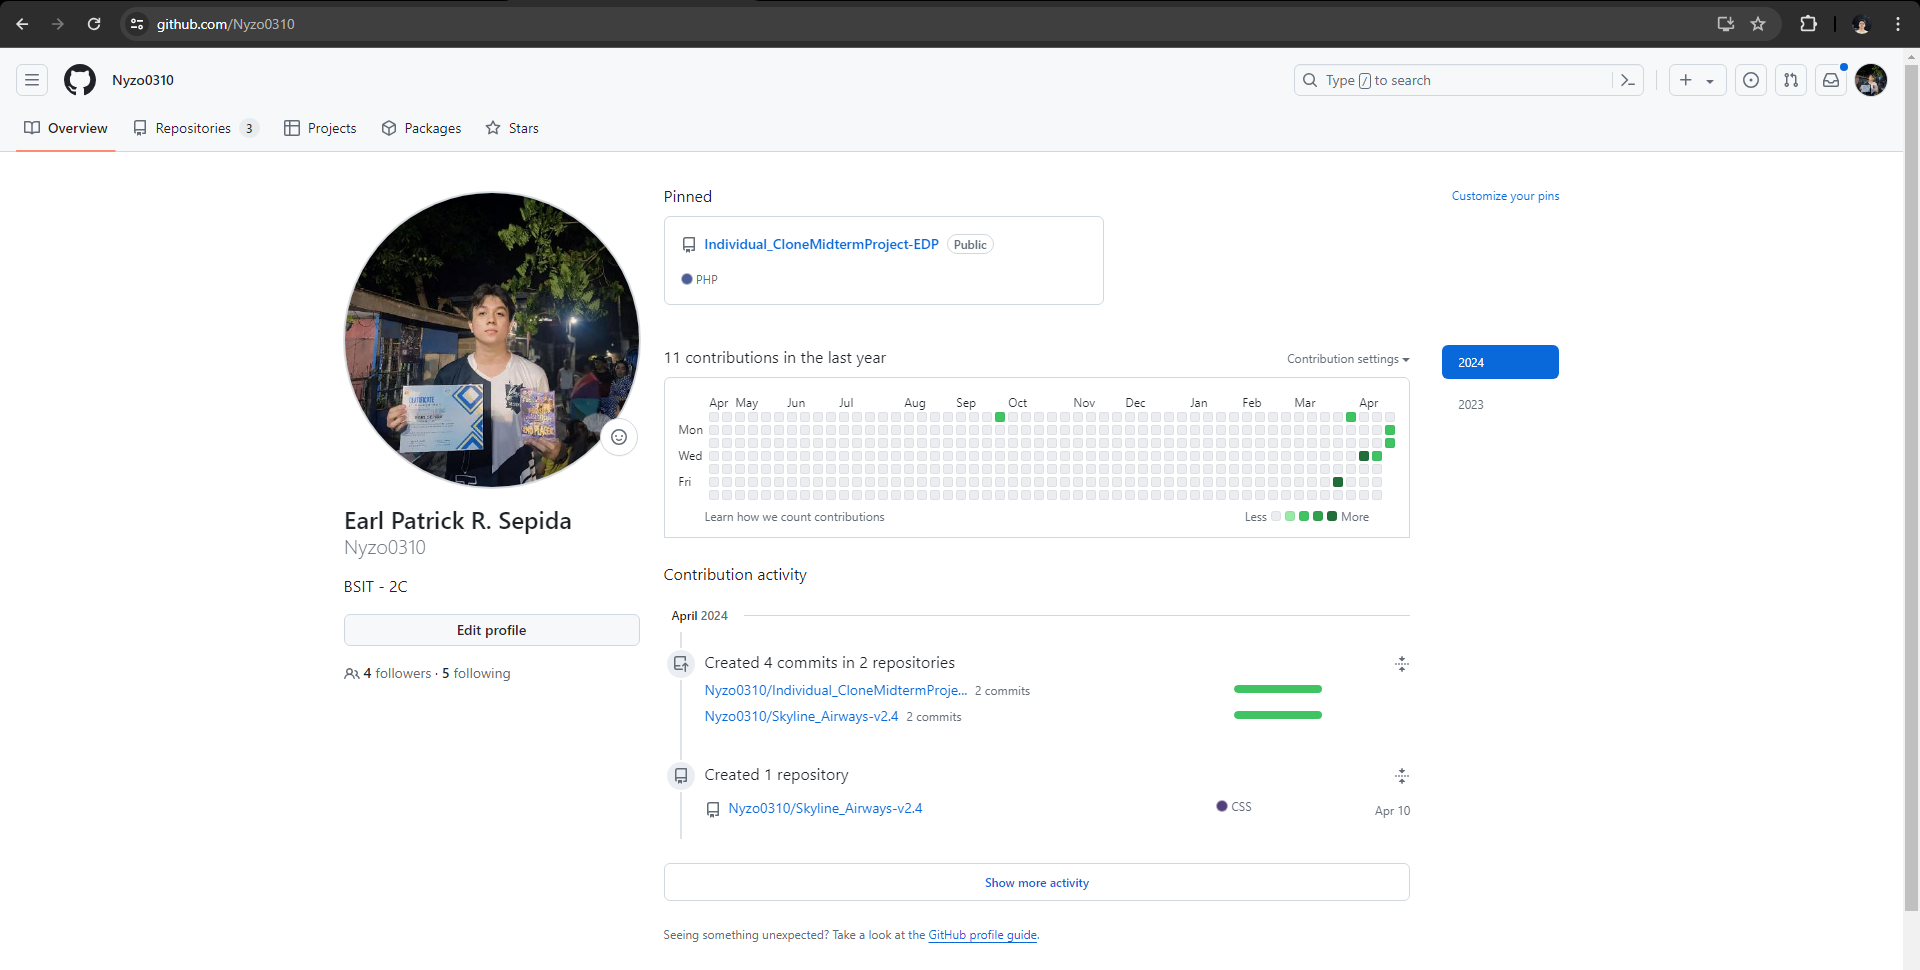 github.com/Nyzo0310
Nyzo0310
Type / to search
Overview
Repositories 3
Projects
Packages
Stars
Earl Patrick R. Sepida
Nyzo0310
BSIT - 2C
Edit profile
4 followers · 5 following
Pinned
Customize your pins
Individual_CloneMidtermProject-EDP Public
PHP
11 contributions in the last year
Contribution settings
2024
2023
Apr May Jun Jul Aug Sep Oct Nov Dec Jan Feb Mar Apr
Mon
Wed
Fri
Learn how we count contributions
Less More
Contribution activity
April 2024
Created 4 commits in 2 repositories
Nyzo0310/Individual_CloneMidtermProje... 2 commits
Nyzo0310/Skyline_Airways-v2.4 2 commits
Created 1 repository
Nyzo0310/Skyline_Airways-v2.4 CSS Apr 10
Show more activity
Seeing something unexpected? Take a look at the GitHub profile guide.